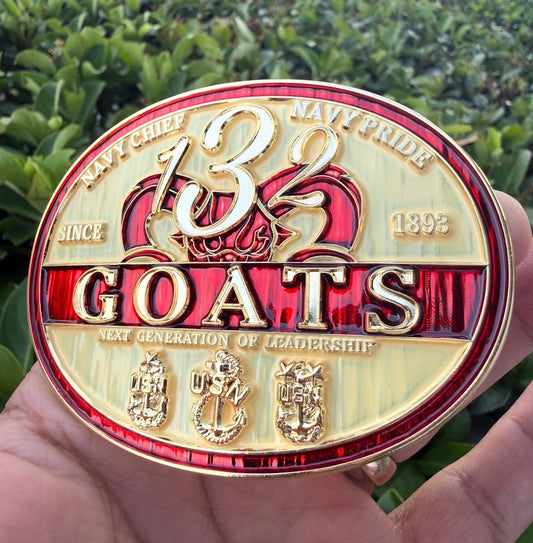 NAVY CHIEF
NAVY PRIDE
132
SINCE
1893
GOATS
NEXT GENERATION OF LEADERSHIP
USN
USN
USN